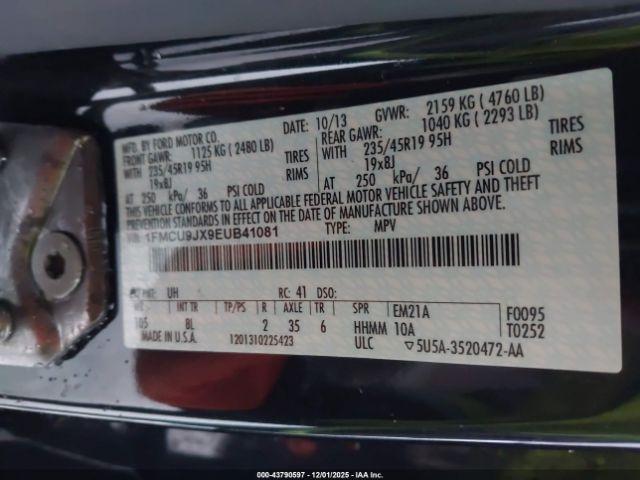 MFD. BY FORD MOTOR CO.
DATE: 10/13 GVWR: 2159 KG ( 4760 LB)
FRONT GAWR: 1125 KG (2480 LB) REAR GAWR: 1040 KG ( 2293 LB)
WITH 235/45R19 95H TIRES WITH 235/45R19 95H TIRES
19x8J RIMS 19x8J RIMS
AT 250 kPa/ 36 PSI COLD AT 250 kPa/ 36 PSI COLD
THIS VEHICLE CONFORMS TO ALL APPLICABLE FEDERAL MOTOR VEHICLE SAFETY AND THEFT
PREVENTION STANDARDS IN EFFECT ON THE DATE OF MANUFACTURE SHOWN ABOVE.
VIN: 1FMCU9JX9EUB41081 TYPE: MPV
EXT PNT: UH RC: 41 DSO:
WB INT TR TP/PS R AXLE TR SPR EM21A F0095
105 BL 2 35 6 HHMM 10A T0252
MADE IN U.S.A. 1201310225423 ULC ▽5U5A-3520472-AA
000-43790597 - 12/01/2025 - IAA Inc.